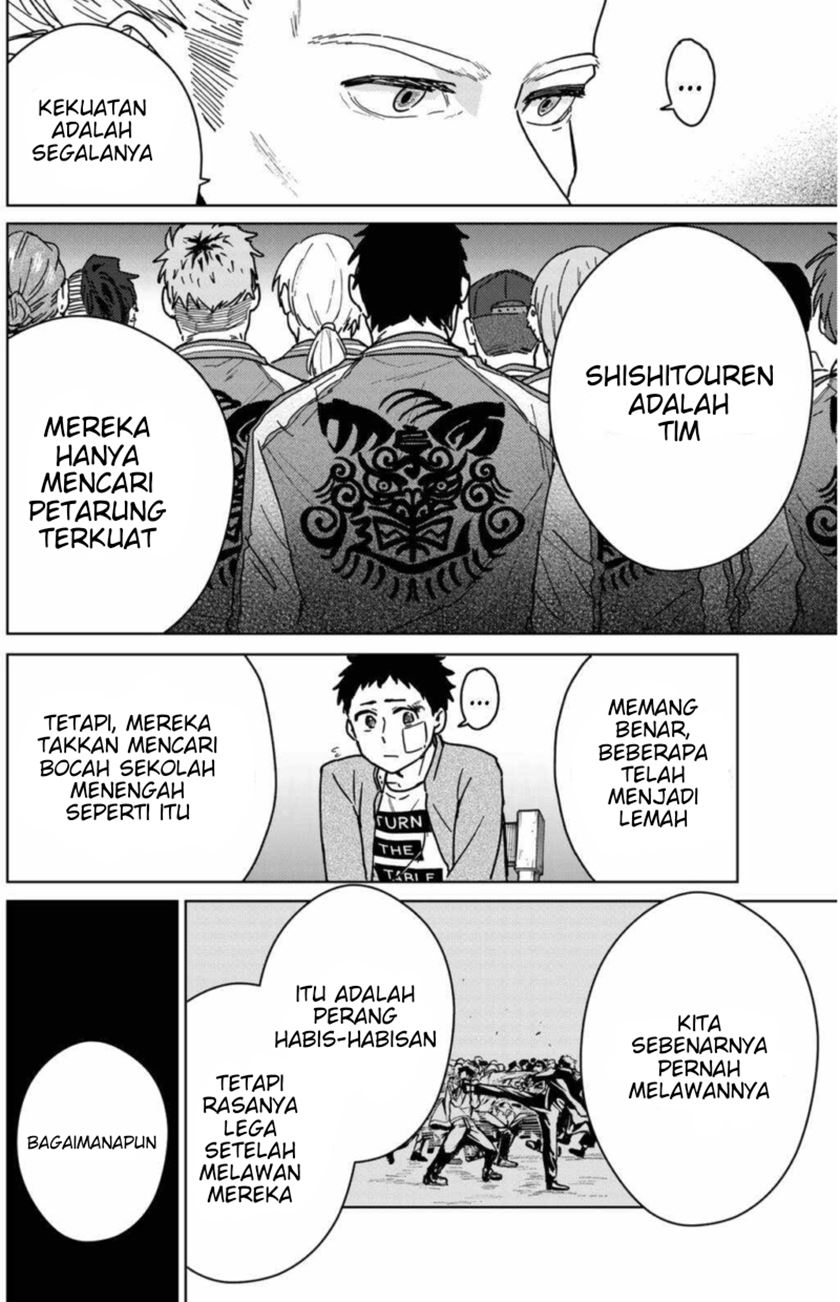 ...
KEKUATAN
ADALAH
SEGALANYA
SHISHITOUREN
ADALAH
TIM
MEREKA
HANYA
MENCARI
PETARUNG
TERKUAT
MEMANG
BENAR,
BEBERAPA
TELAH
MENJADI
LEMAH
...
TURN
THE
TABLE
TETAPI, MEREKA
TAKKAN MENCARI
BOCAH SEKOLAH
MENENGAH
SEPERTI ITU
KITA
SEBENARNYA
PERNAH
MELAWANNYA
ITU ADALAH
PERANG
HABIS-HABISAN
TETAPI
RASANYA
LEGA
SETELAH
MELAWAN
MEREKA
BAGAIMANAPUN